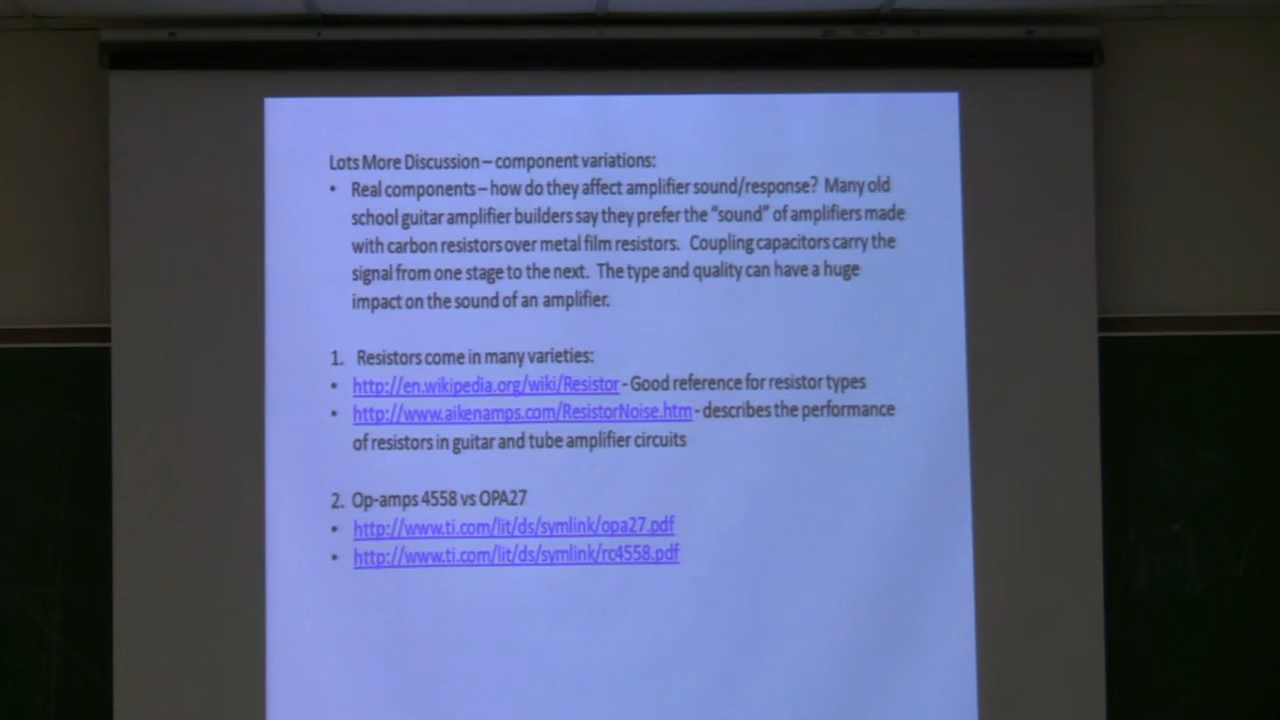 Lots More Discussion – component variations:
• Real components – how do they affect amplifier sound/response? Many old
school guitar amplifier builders say they prefer the "sound" of amplifiers made
with carbon resistors over metal film resistors. Coupling capacitors carry the
signal from one stage to the next. The type and quality can have a huge
impact on the sound of an amplifier.
1. Resistors come in many varieties:
• http://en.wikipedia.org/wiki/Resistor - Good reference for resistor types
• http://www.aikenamps.com/ResistorNoise.htm - describes the performance
of resistors in guitar and tube amplifier circuits
2. Op-amps 4558 vs OPA27
• http://www.ti.com/lit/ds/symlink/opa27.pdf
• http://www.ti.com/lit/ds/symlink/rc4558.pdf